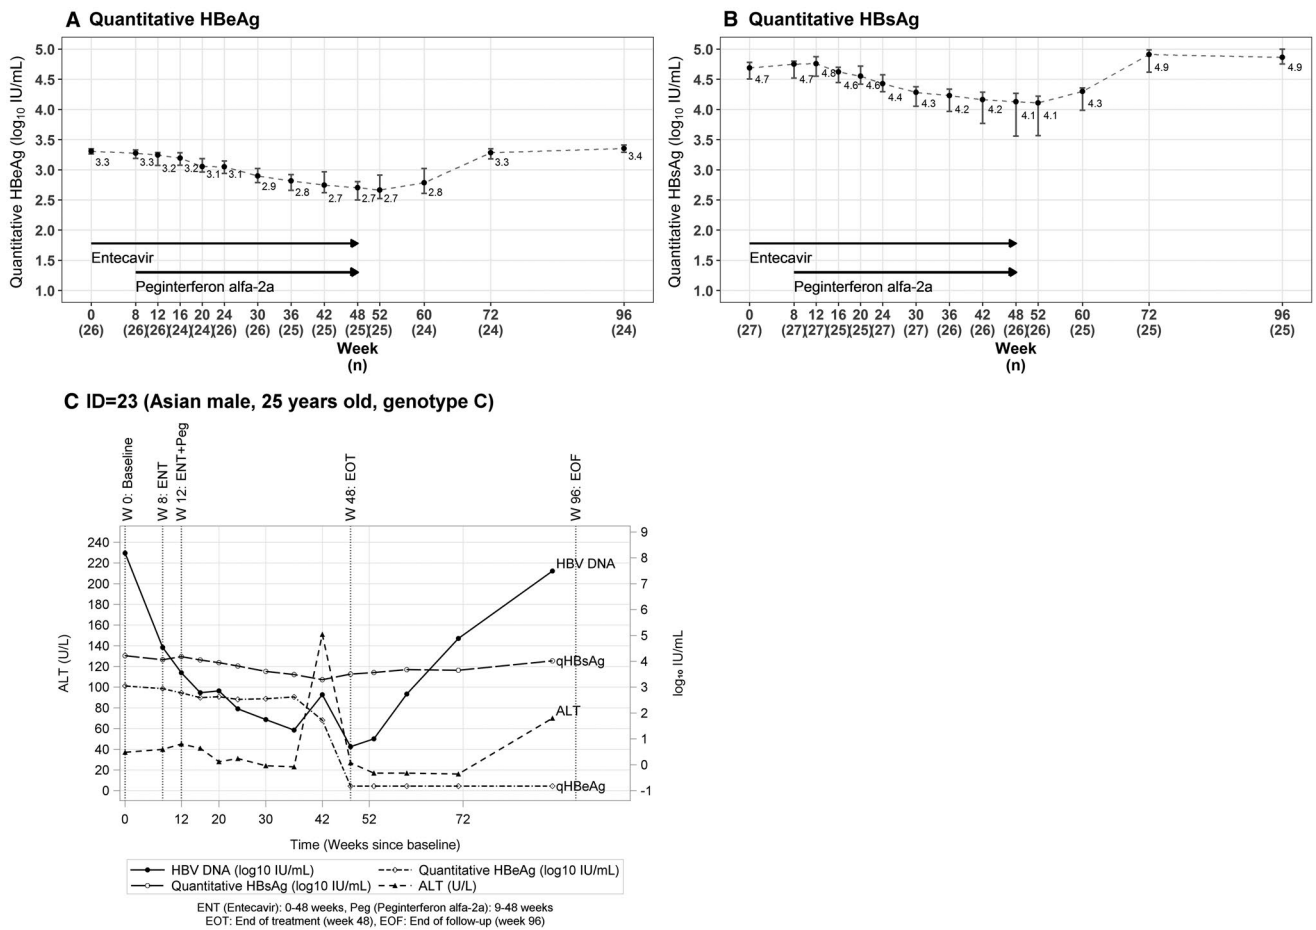 A Quantitative HBeAg
Quantitative HBeAg (log10 IU/mL)
5.0
4.5
4.0
3.5
3.0
2.5
2.0
1.5
1.0
3.3 3.3 3.2 3.2 3.1 3.1 2.9 2.8 2.7 2.7 2.7 2.8 3.3 3.4
Entecavir
Peginterferon alfa-2a
0 8 12 16 20 24 30 36 42 48 52 60 72 96
(26) (26) (26) (24) (24) (26) (26) (25) (25) (25) (25) (24) (24) (24)
Week
(n)
B Quantitative HBsAg
Quantitative HBsAg (log10 IU/mL)
5.0
4.5
4.0
3.5
3.0
2.5
2.0
1.5
1.0
4.7 4.7 4.8 4.6 4.6 4.4 4.3 4.2 4.2 4.1 4.1 4.3 4.9 4.9
Entecavir
Peginterferon alfa-2a
0 8 12 16 20 24 30 36 42 48 52 60 72 96
(27) (27) (27) (25) (25) (27) (27) (26) (26) (26) (26) (25) (25) (25)
Week
(n)
C ID=23 (Asian male, 25 years old, genotype C)
W 0: Baseline
W 8: ENT
W 12: ENT+Peg
W 48: EOT
W 96: EOF
ALT (U/L)
240
220
200
180
160
140
120
100
80
60
40
20
0
HBV DNA
qHBsAg
ALT
qHBeAg
9
8
7
6
5
4
3
2
1
0
-1
log10 IU/mL
0 12 20 30 42 52 72
Time (Weeks since baseline)
HBV DNA (log10 IU/mL) Quantitative HBeAg (log10 IU/mL)
Quantitative HBsAg (log10 IU/mL) ALT (U/L)
ENT (Entecavir): 0-48 weeks, Peg (Peginterferon alfa-2a): 9-48 weeks
EOT: End of treatment (week 48), EOF: End of follow-up (week 96)